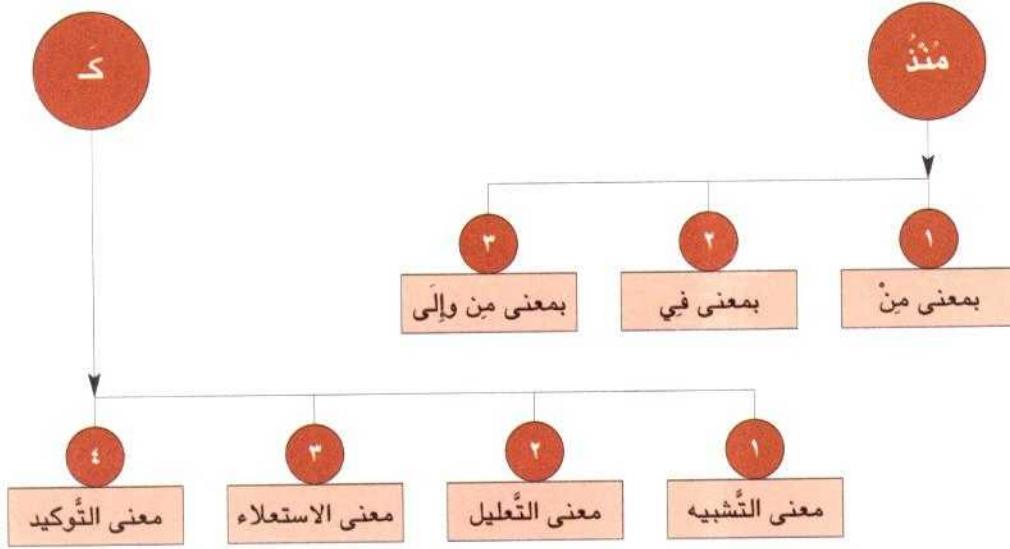 مُنْذُ
كَـ
١
٢
٣
بمعنى مِنْ
بمعنى فِي
بمعنى مِن وإِلَى
١
٢
٣
٤
معنى التَّشبيه
معنى التَّعليل
معنى الاستعلاء
معنى التَّوكيد